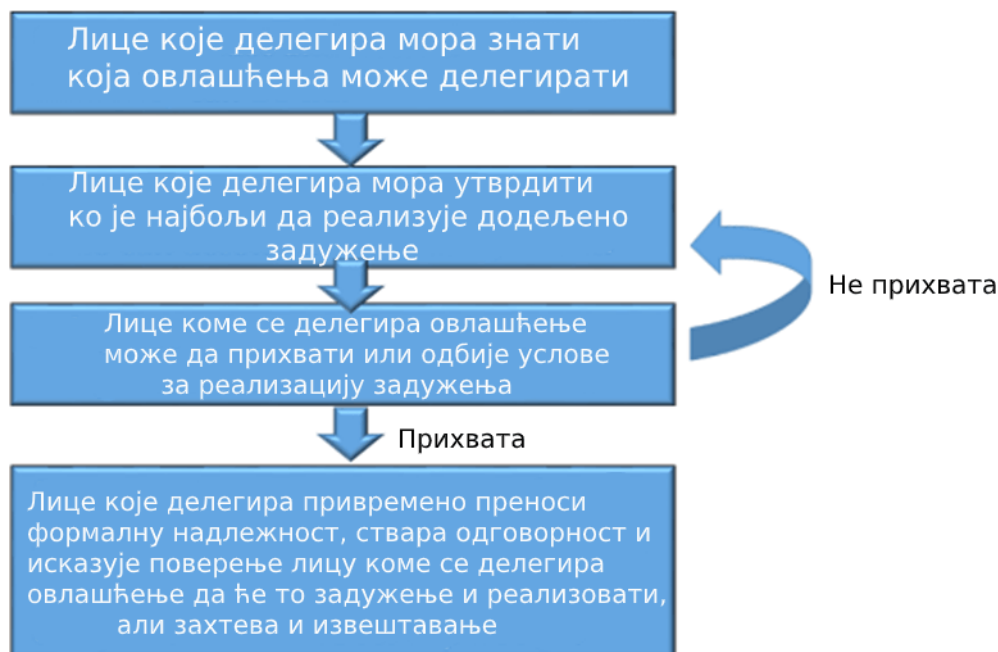 Лице које делегира мора знати
која овлашћења може делегирати
Лице које делегира мора утврдити
ко је најбољи да реализује додељено
задужење
Не прихвата
Лице коме се делегира овлашћење
може да прихвати или одбије услове
за реализацију задужења
Прихвата
Лице које делегира привремено преноси
формалну надлежност, ствара одговорност и
исказује поверење лицу коме се делегира
овлашћење да ће то задужење и реализовати,
али захтева и извештавање